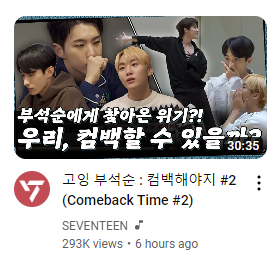 부석순에게 찾아온 위기?!
우리, 컴백할 수 있을까?
30:35
고잉 부석순 : 컴백해야지 #2
(Comeback Time #2)
SEVENTEEN
293K views • 6 hours ago